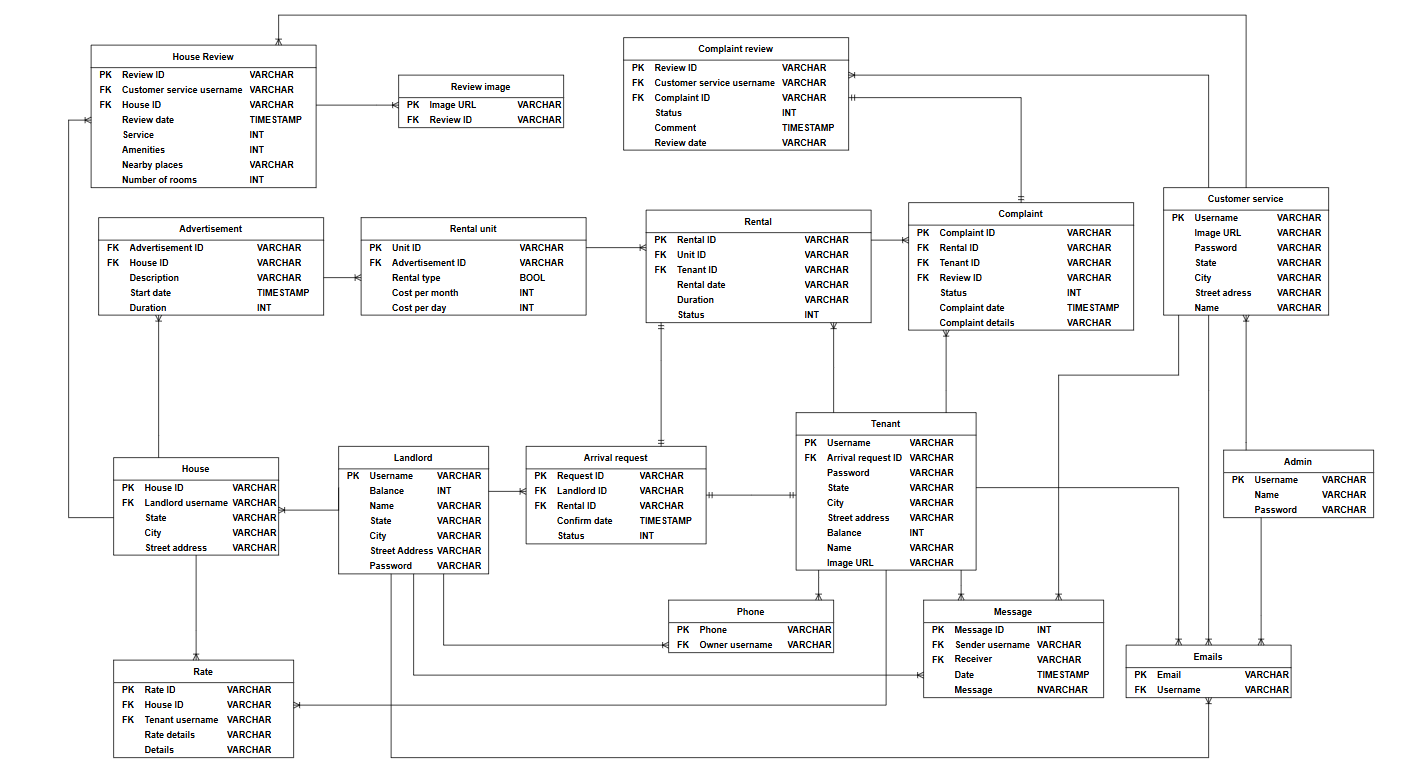 House Review
PK Review ID VARCHAR
FK Customer service username VARCHAR
FK House ID VARCHAR
Review date TIMESTAMP
Service INT
Amenities INT
Nearby places VARCHAR
Number of rooms INT
Review image
PK Image URL VARCHAR
FK Review ID VARCHAR
Complaint review
PK Review ID VARCHAR
FK Customer service username VARCHAR
FK Complaint ID VARCHAR
Status INT
Comment TIMESTAMP
Review date VARCHAR
Customer service
PK Username VARCHAR
Image URL VARCHAR
Password VARCHAR
State VARCHAR
City VARCHAR
Street adress VARCHAR
Name VARCHAR
Advertisement
FK Advertisement ID VARCHAR
FK House ID VARCHAR
Description VARCHAR
Start date TIMESTAMP
Duration INT
Rental unit
PK Unit ID VARCHAR
FK Advertisement ID VARCHAR
Rental type BOOL
Cost per month INT
Cost per day INT
Rental
PK Rental ID VARCHAR
FK Unit ID VARCHAR
FK Tenant ID VARCHAR
Rental date VARCHAR
Duration VARCHAR
Status INT
Complaint
PK Complaint ID VARCHAR
FK Rental ID VARCHAR
FK Tenant ID VARCHAR
FK Review ID VARCHAR
Status INT
Complaint date TIMESTAMP
Complaint details VARCHAR
House
PK House ID VARCHAR
FK Landlord username VARCHAR
State VARCHAR
City VARCHAR
Street address VARCHAR
Landlord
PK Username VARCHAR
Balance INT
Name VARCHAR
State VARCHAR
City VARCHAR
Street Address VARCHAR
Password VARCHAR
Arrival request
PK Request ID VARCHAR
FK Landlord ID VARCHAR
FK Rental ID VARCHAR
Confirm date TIMESTAMP
Status INT
Tenant
PK Username VARCHAR
FK Arrival request ID VARCHAR
Password VARCHAR
State VARCHAR
City VARCHAR
Street address VARCHAR
Balance INT
Name VARCHAR
Image URL VARCHAR
Admin
PK Username VARCHAR
Name VARCHAR
Password VARCHAR
Phone
PK Phone VARCHAR
FK Owner username VARCHAR
Message
PK Message ID INT
FK Sender username VARCHAR
FK Receiver VARCHAR
Date TIMESTAMP
Message NVARCHAR
Emails
PK Email VARCHAR
FK Username VARCHAR
Rate
PK Rate ID VARCHAR
FK House ID VARCHAR
FK Tenant username VARCHAR
Rate details VARCHAR
Details VARCHAR